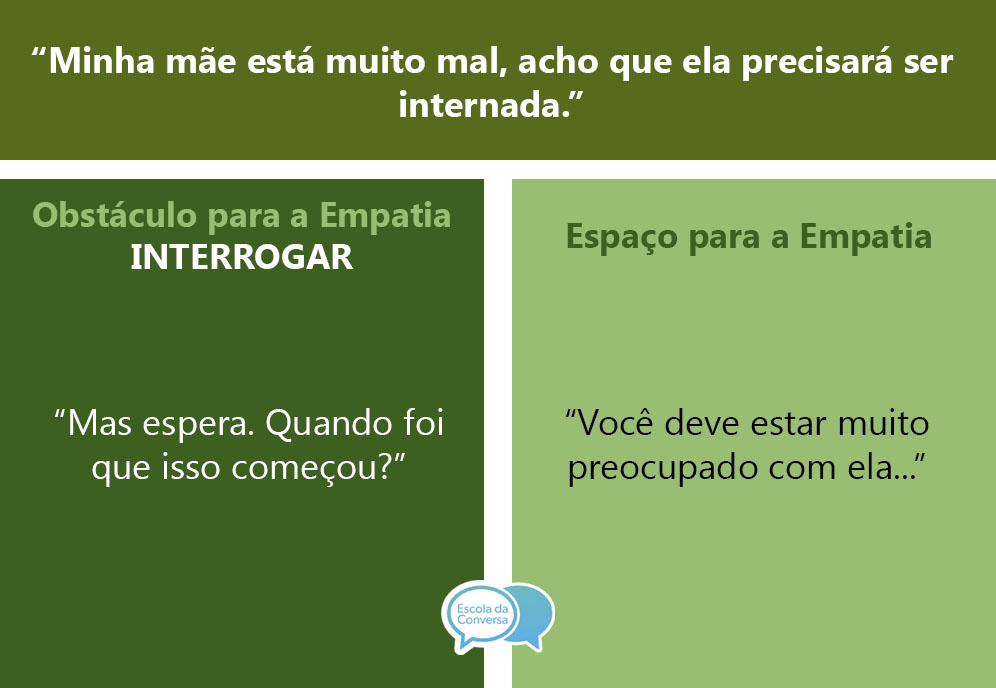 “Minha mãe está muito mal, acho que ela precisará ser
internada.”
Obstáculo para a Empatia
INTERROGAR
“Mas espera. Quando foi
que isso começou?”
Espaço para a Empatia
“Você deve estar muito
preocupado com ela...”
Escola da
Conversa